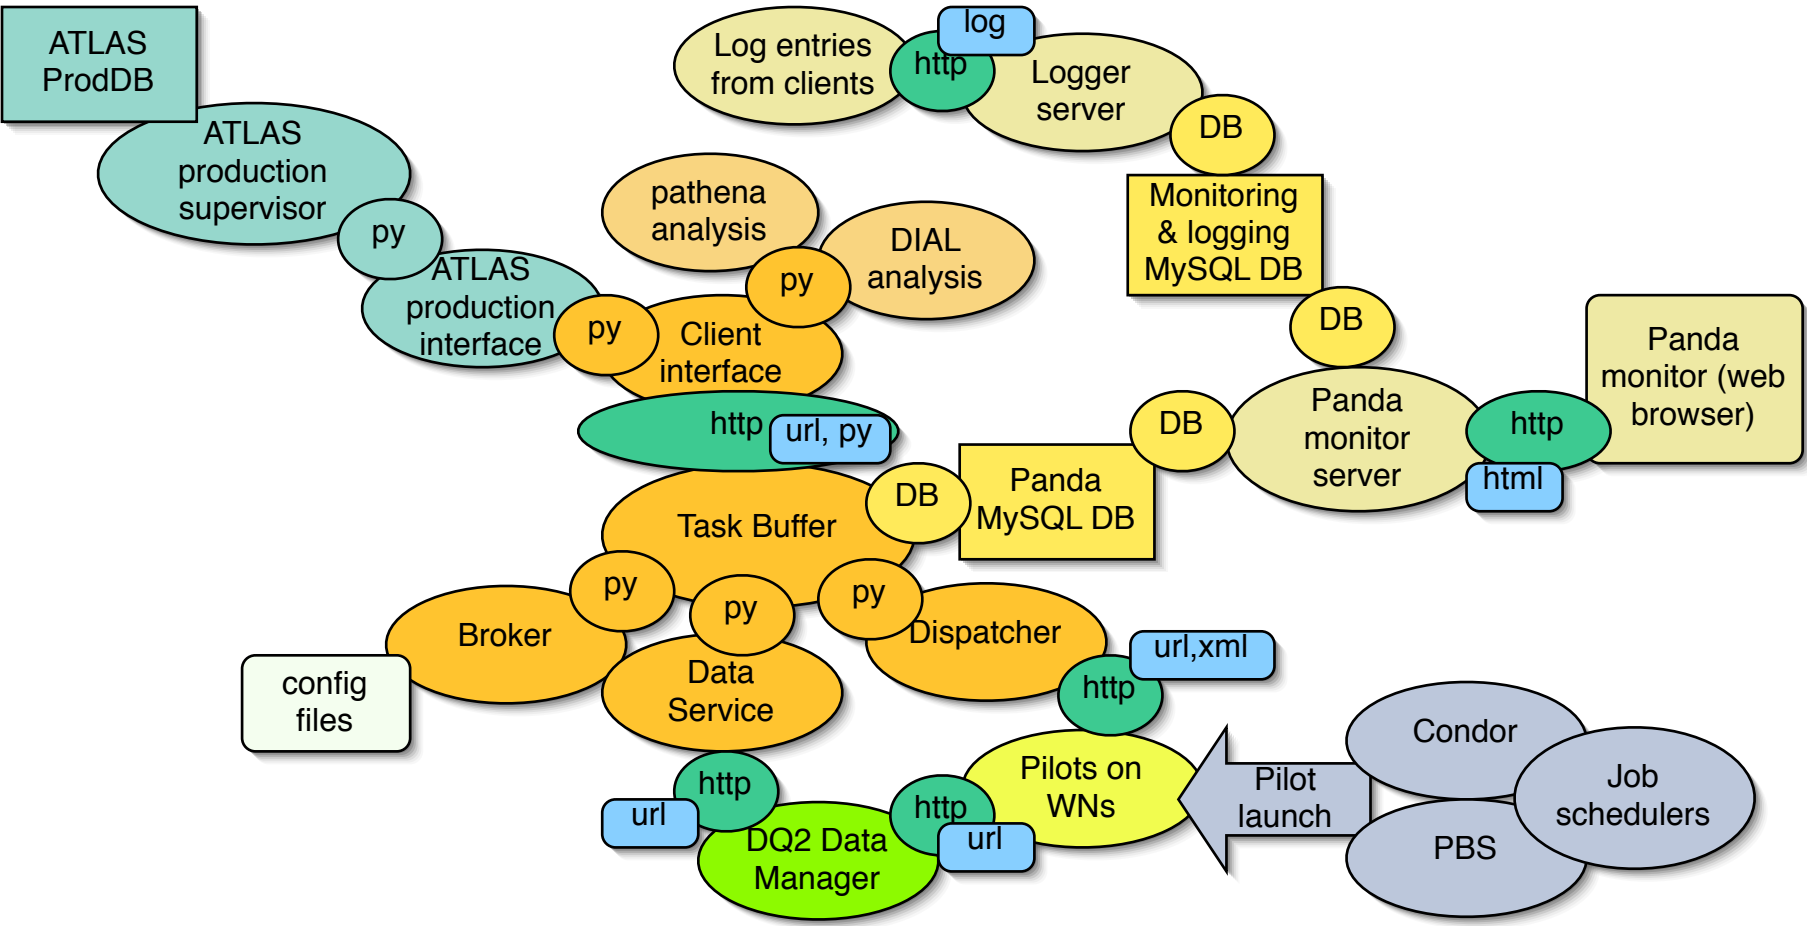 ATLAS
ProdDB
ATLAS
production
supervisor
py
ATLAS
production
interface
py
Client
interface
pathena
analysis
py
DIAL
analysis
Log entries
from clients
http
log
Logger
server
DB
Monitoring
& logging
MySQL DB
DB
Panda
monitor
server
http
html
Panda
monitor (web
browser)
http
url, py
Task Buffer
DB
Panda
MySQL DB
DB
py
py
py
Broker
config
files
Data
Service
Dispatcher
url,xml
http
http
url
DQ2 Data
Manager
http
url
Pilots on
WNs
Pilot
launch
Condor
PBS
Job
schedulers